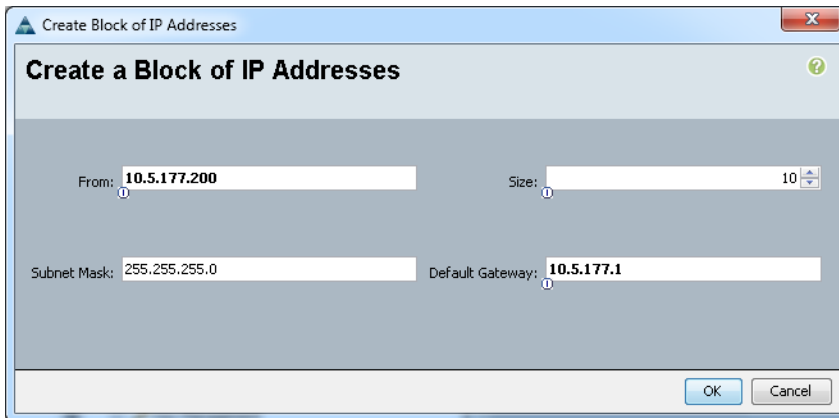 Create Block of IP Addresses
Create a Block of IP Addresses
From: 10.5.177.200 Size: 10
Subnet Mask: 255.255.255.0 Default Gateway: 10.5.177.1
OK Cancel